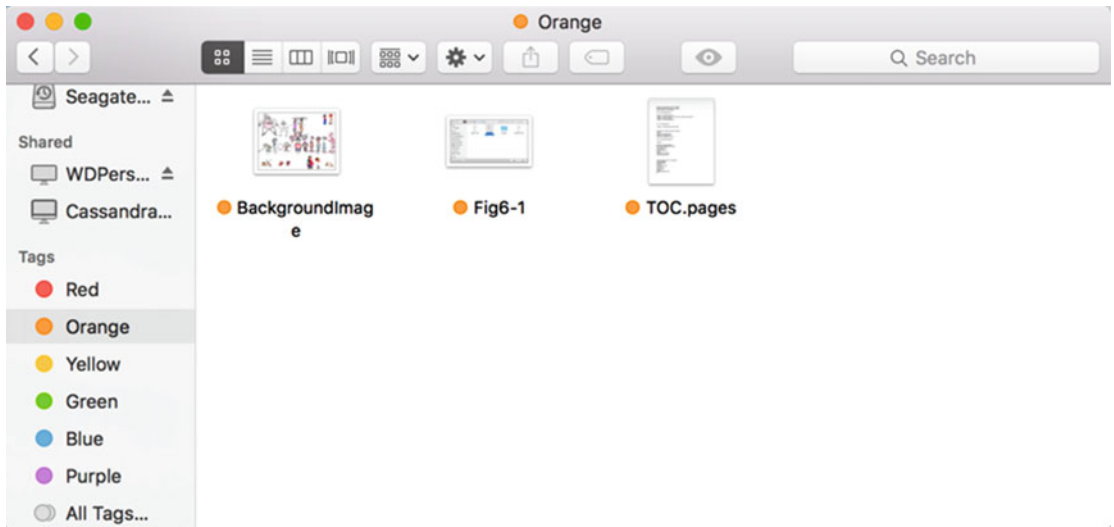 Orange
Search
Seagate...
Shared
WDPers...
Cassandra...
Tags
Red
Orange
Yellow
Green
Blue
Purple
All Tags...
BackgroundImag
e
Fig6-1
TOC.pages